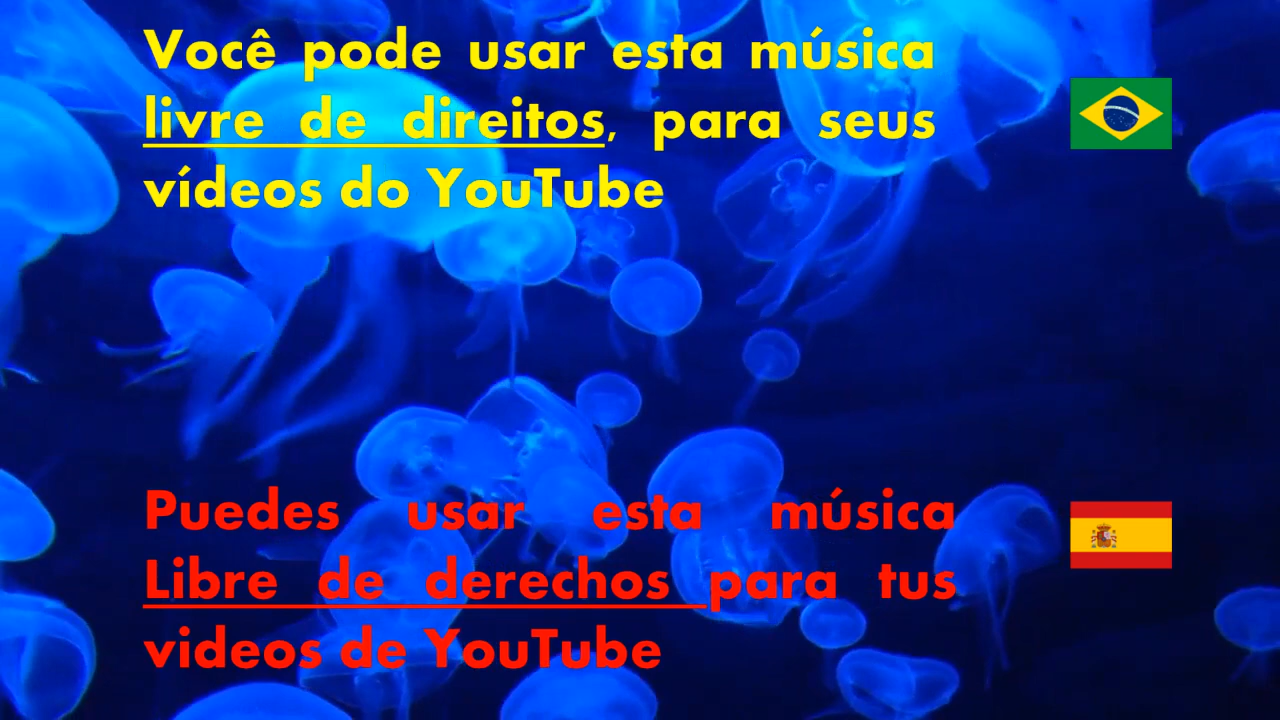 Você pode usar esta música
livre de direitos, para seus
vídeos do YouTube
Puedes usar esta música
Libre de derechos para tus
videos de YouTube